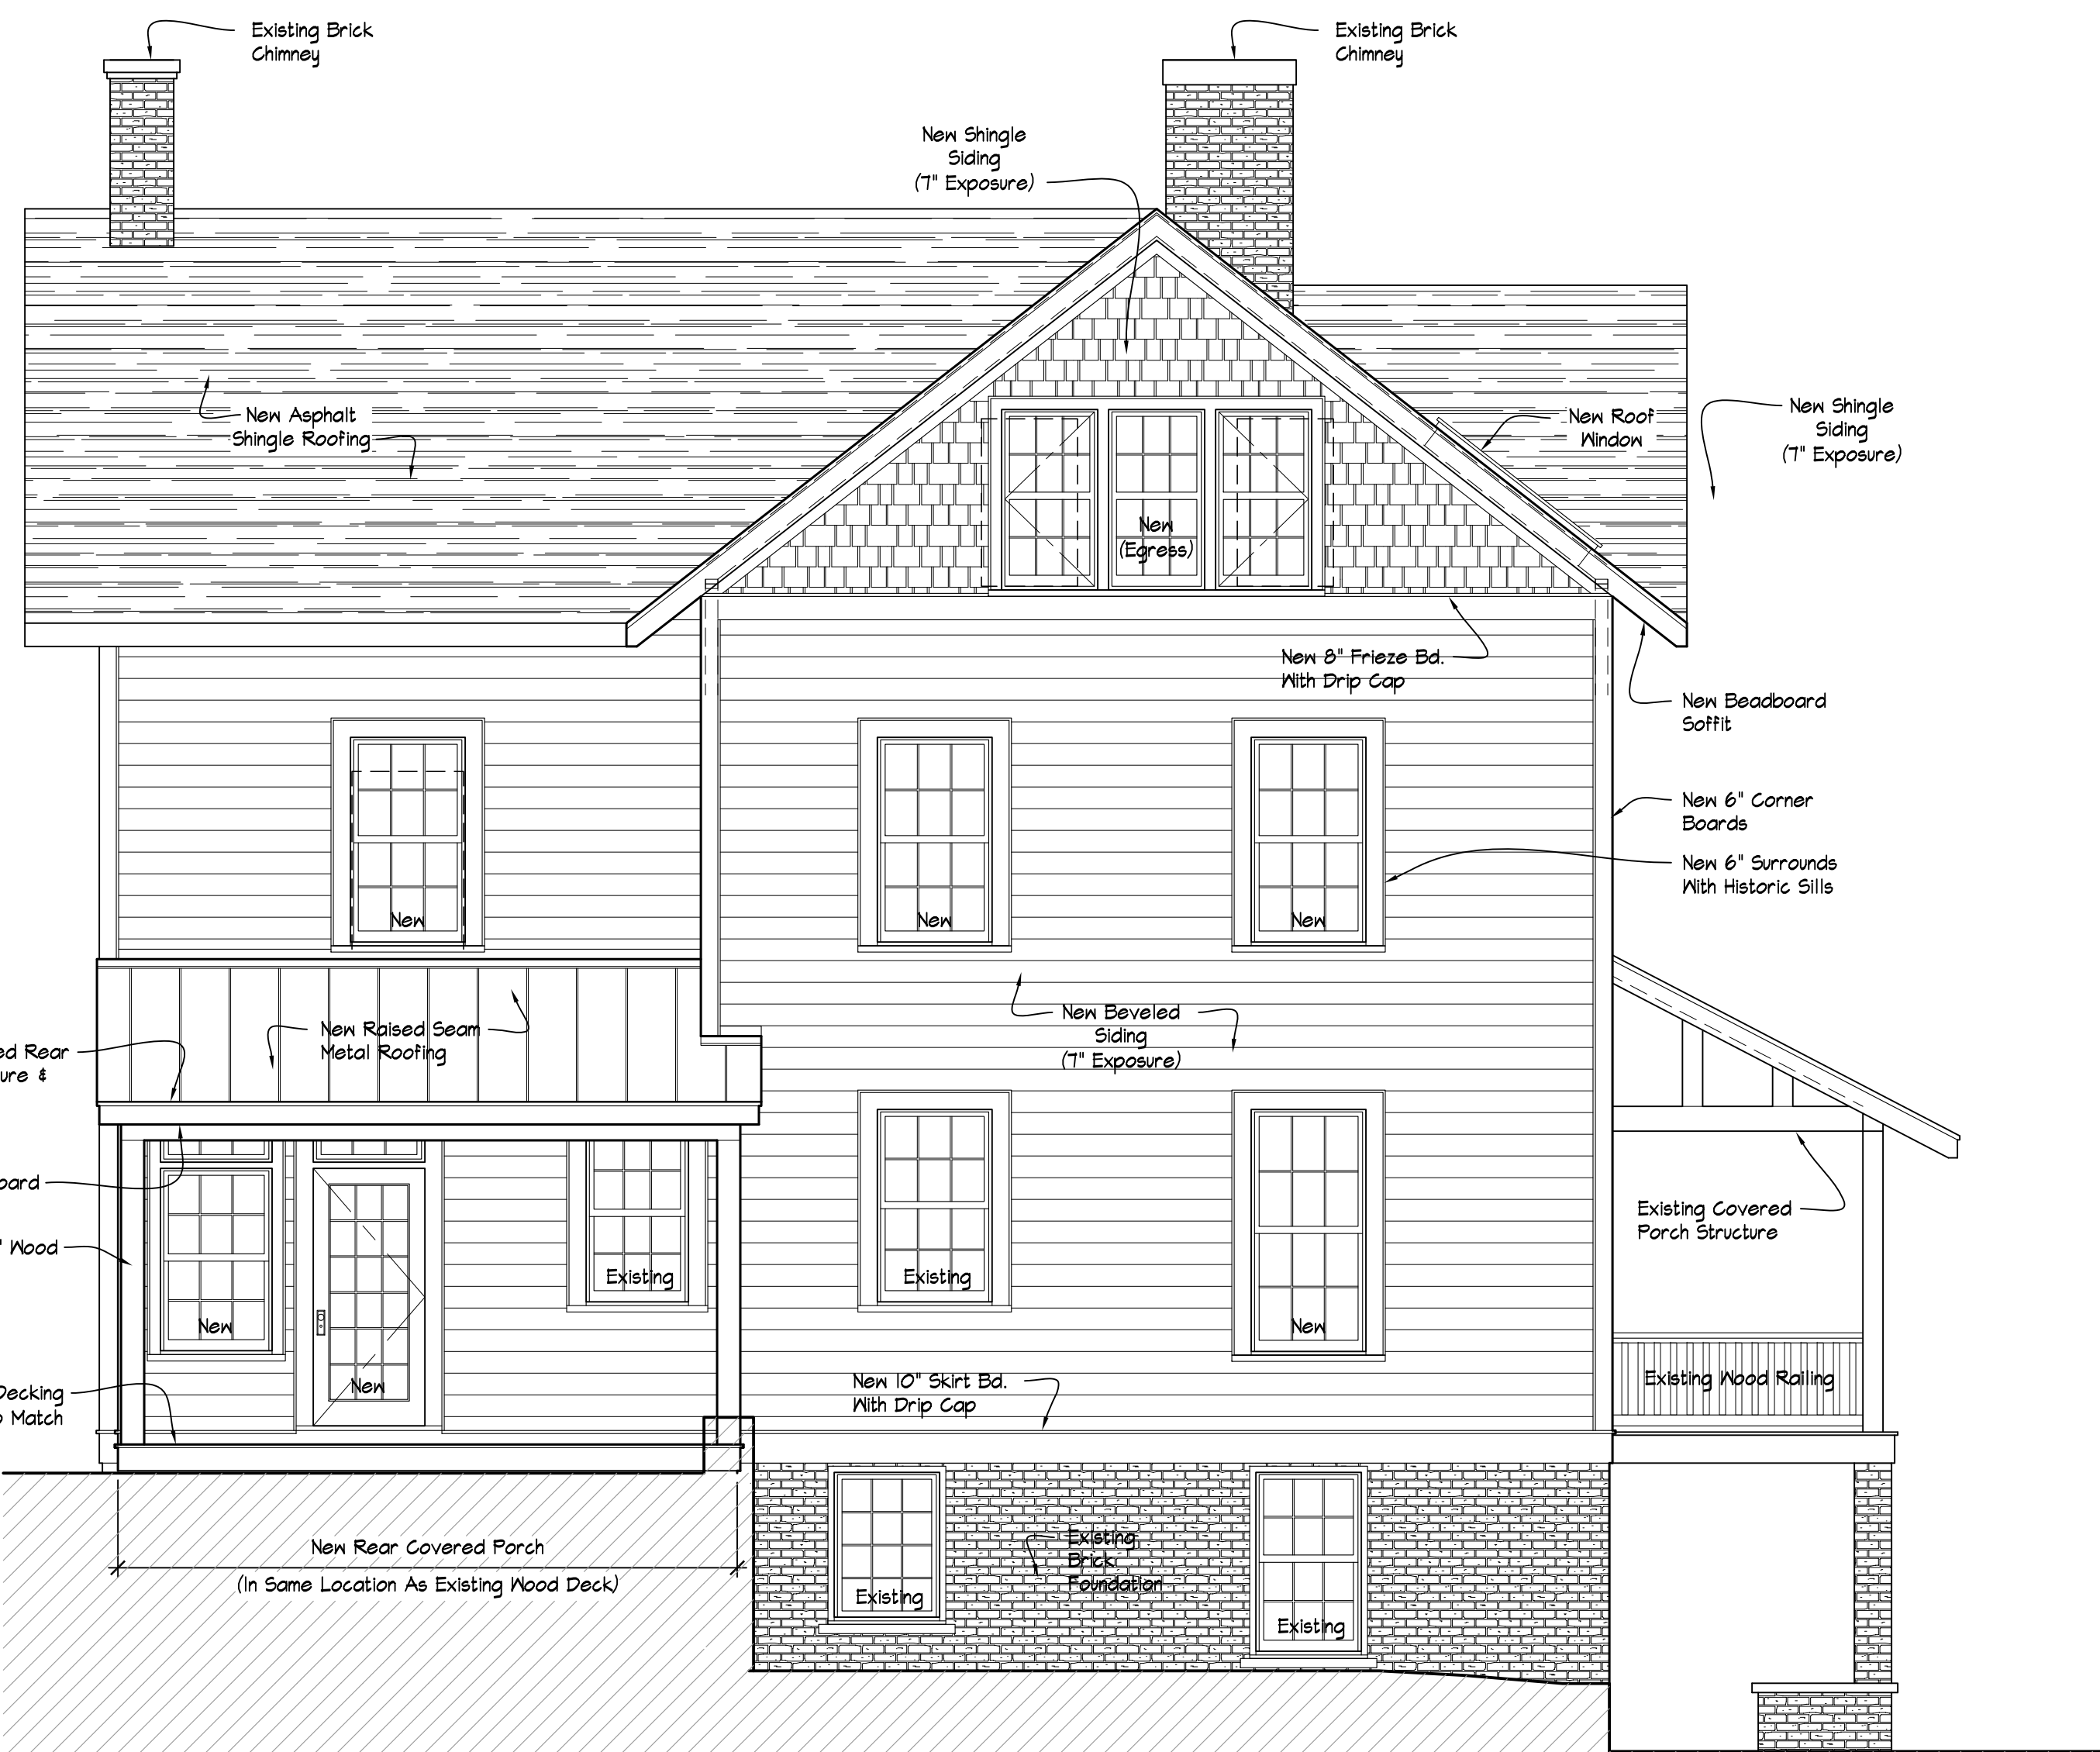 Existing Brick
Chimney
Existing Brick
Chimney
New Shingle
Siding
(7" Exposure)
New Asphalt
Shingle Roofing
New Roof
Window
New Shingle
Siding
(7" Exposure)
New
(Egress)
New 8" Frieze Bd.
With Drip Cap
New Beadboard
Soffit
New 6" Corner
Boards
New 6" Surrounds
With Historic Sills
New
New
New
New Raised Seam
Metal Roofing
New Beveled
Siding
(7" Exposure)
ed Rear
ure &
oard
" Wood
Existing Covered
Porch Structure
Existing
Existing
New
New
New
Existing Wood Railing
Decking
o Match
New 10" Skirt Bd.
With Drip Cap
New Rear Covered Porch
(In Same Location As Existing Wood Deck)
Existing
Brick
Foundation
Existing
Existing